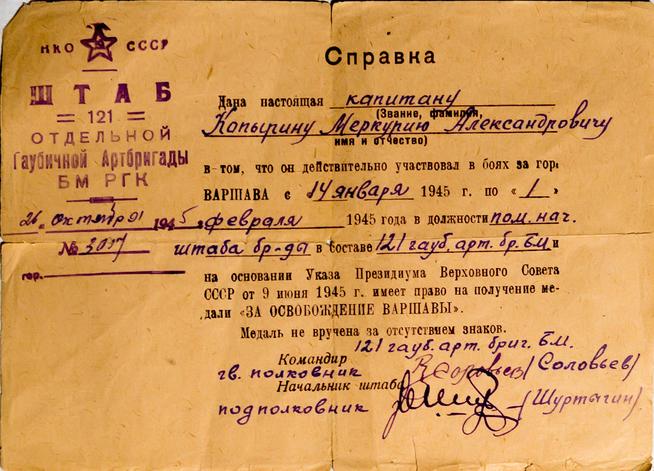 НКО СССР
ШТАБ
= 121 =
ОТДЕЛЬНОЙ
Гаубичной Артбригады
БМ РГК
26 октября 1945
№ 3057
гор.
Справка
Дана настоящая капитану
(Звание, фамилия,
Копырину Меркурию Александровичу
имя и отчество)
в том, что он действительно участвовал в боях за гор.
ВАРШАВА с 14 января 1945 г. по „1"
февраля 1945 года в должности пом. нач.
штаба бр-ды в составе 121 гауб. арт. бр. БМ и
на основании Указа Президиума Верховного Совета
СССР от 9 июня 1945 г. имеет право на получение ме-
дали «ЗА ОСВОБОЖДЕНИЕ ВАРШАВЫ».
Медаль не вручена за отсутствием знаков.
Командир 121 гауб. арт. бриг. БМ.
гв. полковник Соловьев (Соловьев)
Начальник штаба
подполковник (Шуртыгин)